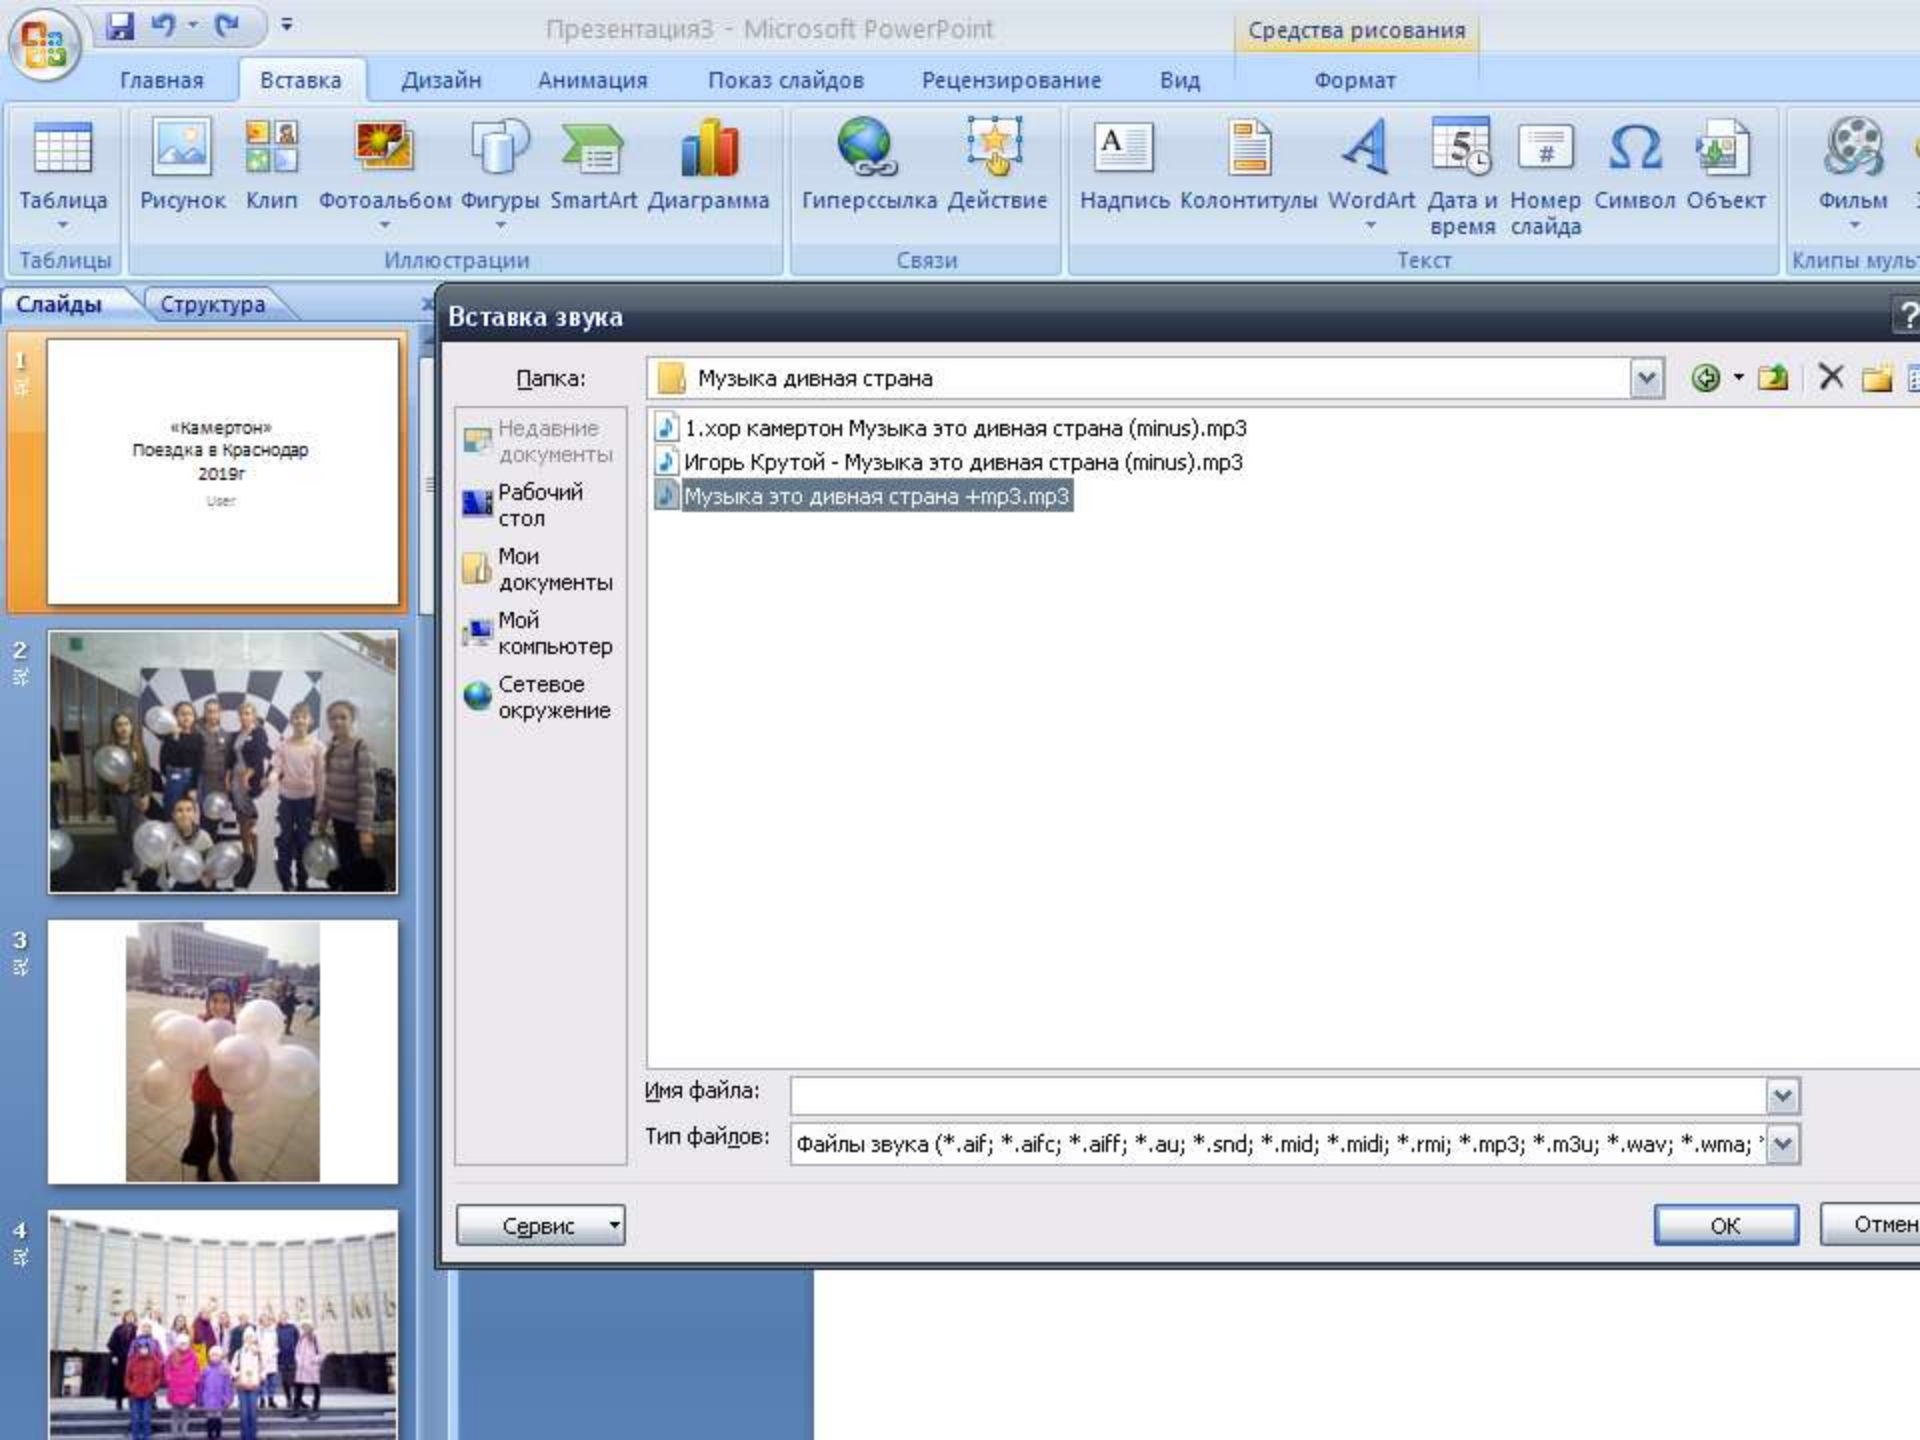 Презентация3 - Microsoft PowerPoint
Средства рисования
Главная Вставка Дизайн Анимация Показ слайдов Рецензирование Вид Формат
Таблица Рисунок Клип Фотоальбом Фигуры SmartArt Диаграмма Гиперссылка Действие Надпись Колонтитулы WordArt Дата и время Номер слайда Символ Объект Фильм
Таблицы Иллюстрации Связи Текст Клипы муль
Слайды Структура
1
«Камертон»
Поездка в Краснодар
2019г
User
2
3
4
Вставка звука
?
Папка: Музыка дивная страна
Недавние
документы
Рабочий
стол
Мои
документы
Мой
компьютер
Сетевое
окружение
1.хор камертон Музыка это дивная страна (minus).mp3
Игорь Крутой - Музыка это дивная страна (minus).mp3
Музыка это дивная страна +mp3.mp3
Имя файла:
Тип файлов: Файлы звука (*.aif; *.aifc; *.aiff; *.au; *.snd; *.mid; *.midi; *.rmi; *.mp3; *.m3u; *.wav; *.wma; *
Сервис
ОК
Отмен